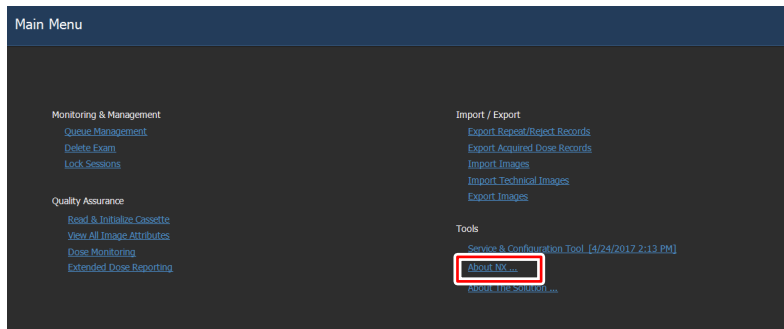 Main Menu
Monitoring & Management
Queue Management
Delete Exam
Lock Sessions
Quality Assurance
Read & Initialize Cassette
View All Image Attributes
Dose Monitoring
Extended Dose Reporting
Import / Export
Export Repeat/Reject Records
Export Acquired Dose Records
Import Images
Import Technical Images
Export Images
Tools
Service & Configuration Tool [4/24/2017 2:13 PM]
About NX ...
About The Solution ...